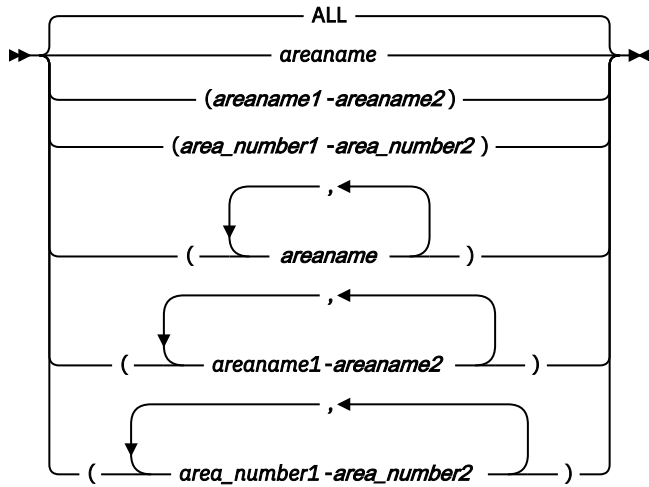 ALL
areaname
(areaname1-areaname2)
(area_number1-area_number2)
,
( areaname )
,
( areaname1-areaname2 )
,
( area_number1-area_number2 )